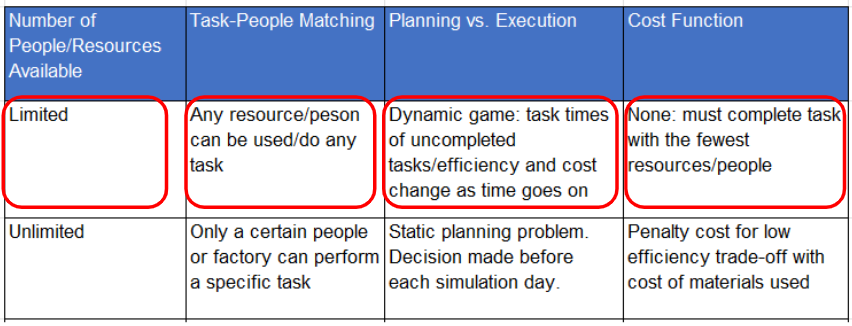 Number of
People/Resources
Available
Task-People Matching
Planning vs. Execution
Cost Function
Limited
Any resource/peson
can be used/do any
task
Dynamic game: task times
of uncompleted
tasks/efficiency and cost
change as time goes on
None: must complete task
with the fewest
resources/people
Unlimited
Only a certain people
or factory can perform
a specific task
Static planning problem.
Decision made before
each simulation day.
Penalty cost for low
efficiency trade-off with
cost of materials used